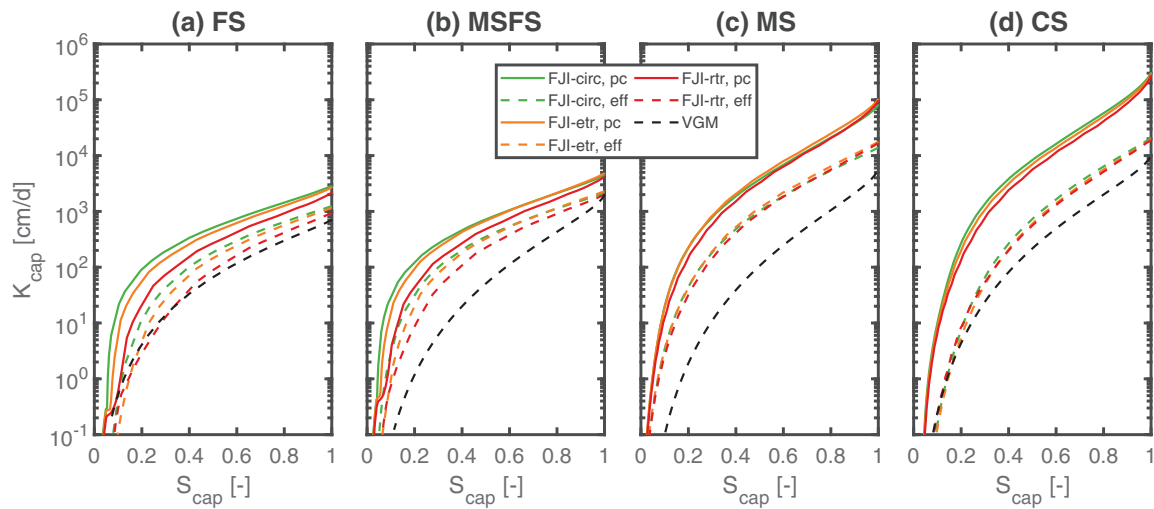 (a) FS (b) MSFS (c) MS (d) CS
FJI-circ, pc FJI-rtr, pc
FJI-circ, eff FJI-rtr, eff
FJI-etr, pc VGM
FJI-etr, eff
K_cap [cm/d]
10^6
10^5
10^4
10^3
10^2
10^1
10^0
10^-1
0 0.2 0.4 0.6 0.8 1 0 0.2 0.4 0.6 0.8 1 0 0.2 0.4 0.6 0.8 1 0 0.2 0.4 0.6 0.8 1
S_cap [-] S_cap [-] S_cap [-] S_cap [-]